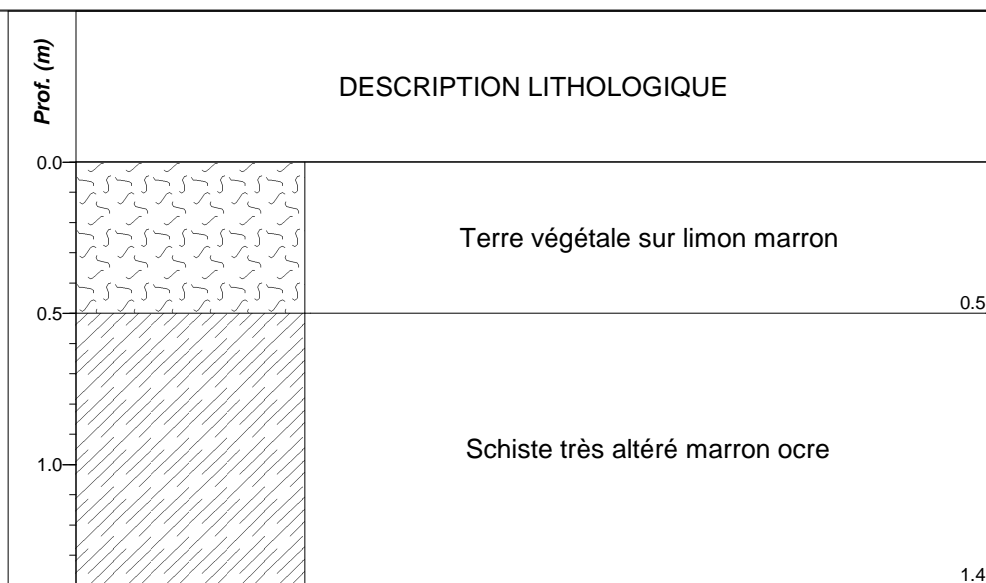 Prof. (m)
DESCRIPTION LITHOLOGIQUE
0.0
Terre végétale sur limon marron
0.5
0.5
Schiste très altéré marron ocre
1.0
1.4